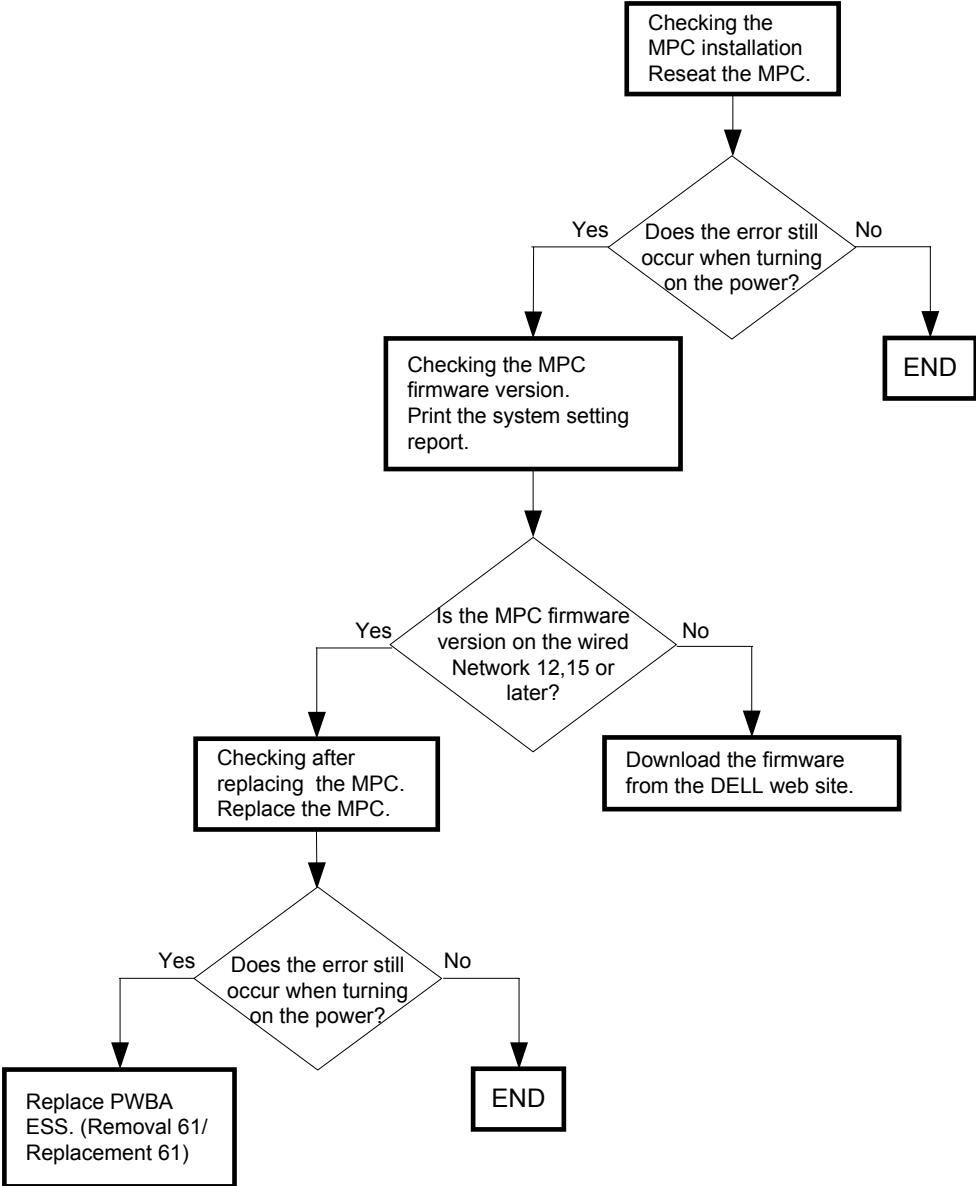 Checking the
MPC installation
Reseat the MPC.
Yes
Does the error still
occur when turning
on the power?
No
END
Checking the MPC
firmware version.
Print the system setting
report.
Yes
Is the MPC firmware
version on the wired
Network 12,15 or
later?
No
Checking after
replacing the MPC.
Replace the MPC.
Download the firmware
from the DELL web site.
Yes
Does the error still
occur when turning
on the power?
No
Replace PWBA
ESS. (Removal 61/
Replacement 61)
END